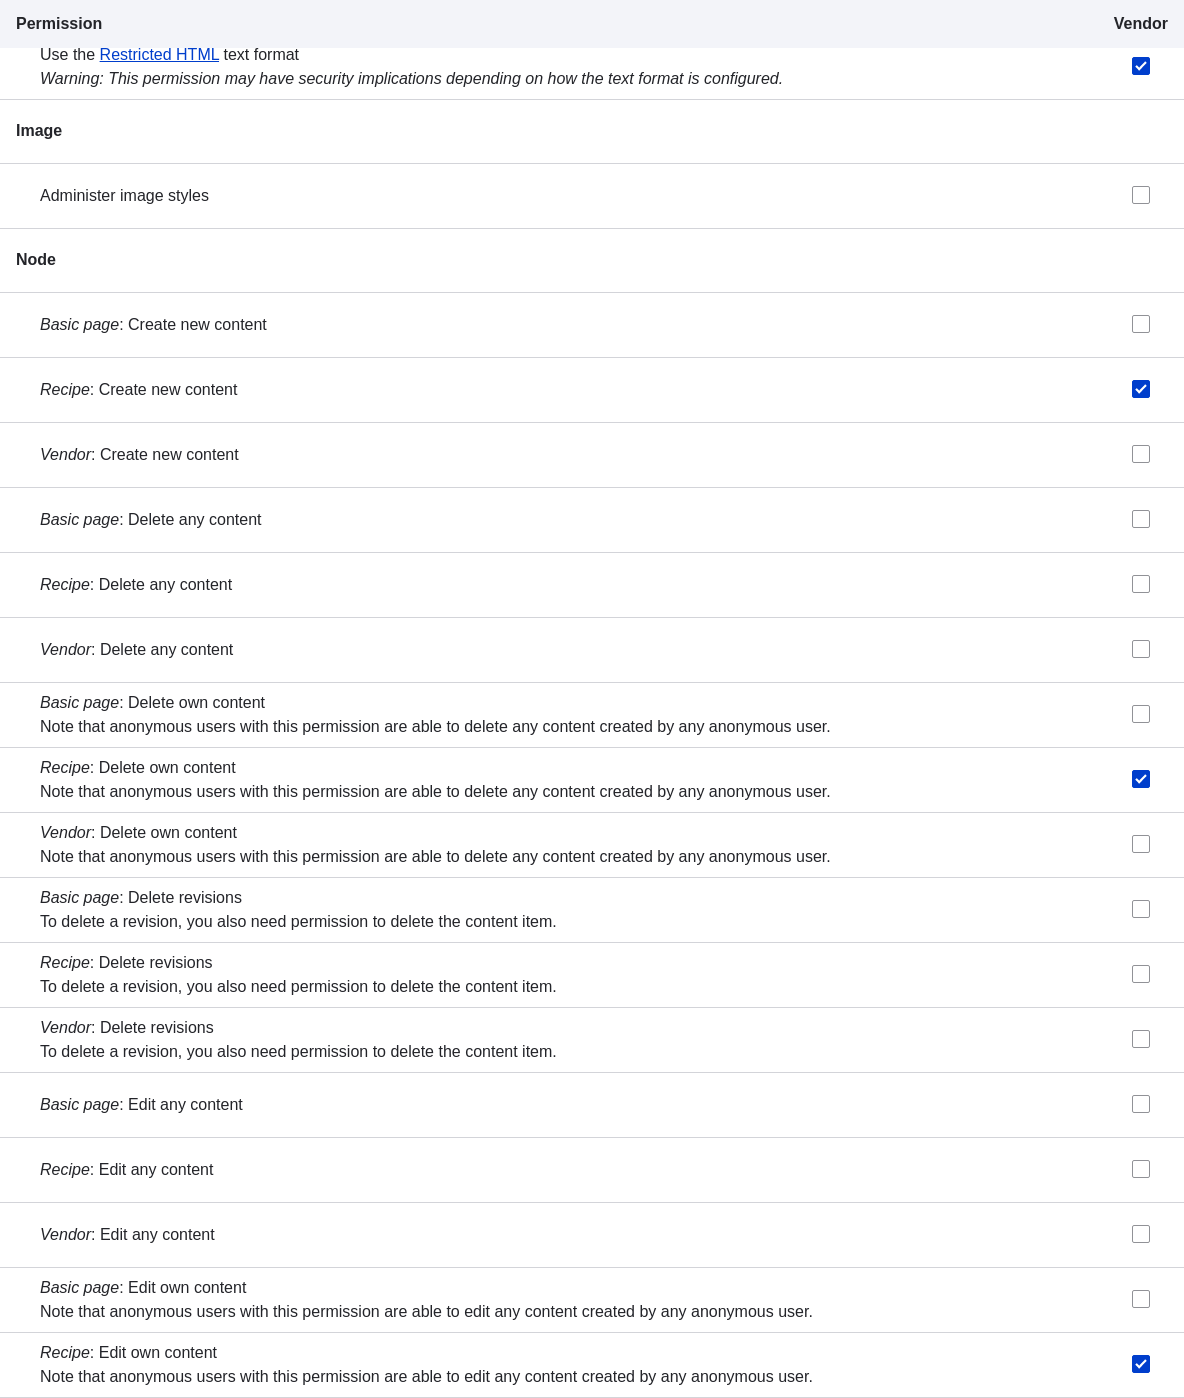 Permission Vendor
Use the Restricted HTML text format
Warning: This permission may have security implications depending on how the text format is configured.
Image
Administer image styles
Node
Basic page: Create new content
Recipe: Create new content
Vendor: Create new content
Basic page: Delete any content
Recipe: Delete any content
Vendor: Delete any content
Basic page: Delete own content
Note that anonymous users with this permission are able to delete any content created by any anonymous user.
Recipe: Delete own content
Note that anonymous users with this permission are able to delete any content created by any anonymous user.
Vendor: Delete own content
Note that anonymous users with this permission are able to delete any content created by any anonymous user.
Basic page: Delete revisions
To delete a revision, you also need permission to delete the content item.
Recipe: Delete revisions
To delete a revision, you also need permission to delete the content item.
Vendor: Delete revisions
To delete a revision, you also need permission to delete the content item.
Basic page: Edit any content
Recipe: Edit any content
Vendor: Edit any content
Basic page: Edit own content
Note that anonymous users with this permission are able to edit any content created by any anonymous user.
Recipe: Edit own content
Note that anonymous users with this permission are able to edit any content created by any anonymous user.